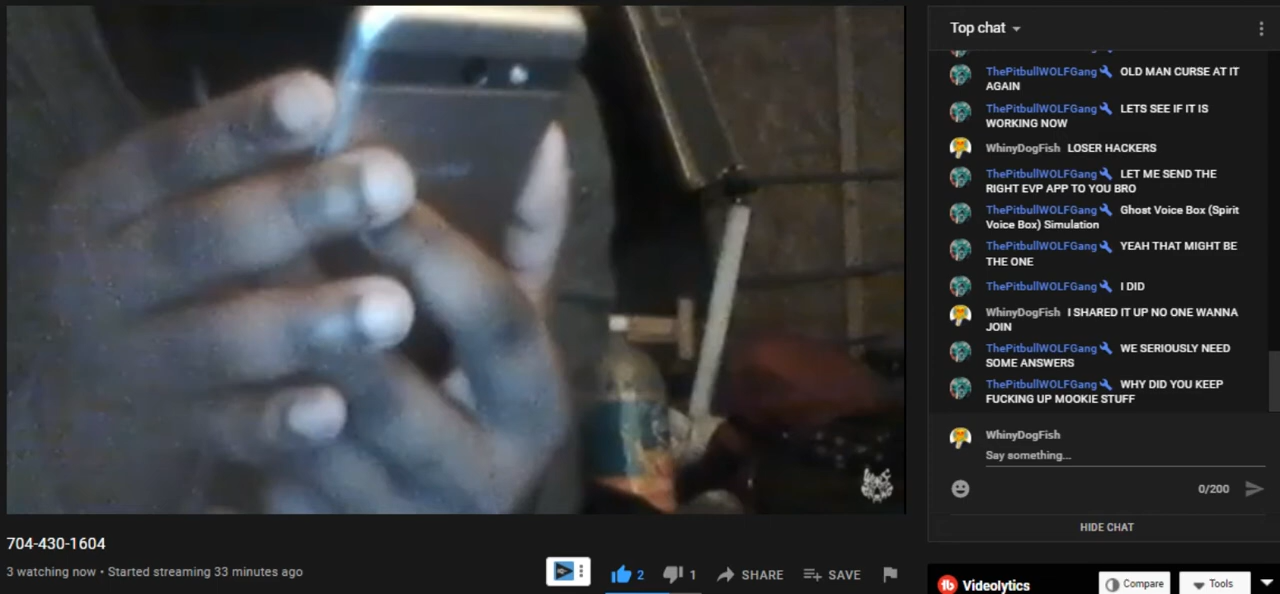 Top chat
ThePitbullWOLFGang OLD MAN CURSE AT IT
AGAIN
ThePitbullWOLFGang LETS SEE IF IT IS
WORKING NOW
WhinyDogFish LOSER HACKERS
ThePitbullWOLFGang LET ME SEND THE
RIGHT EVP APP TO YOU BRO
ThePitbullWOLFGang Ghost Voice Box (Spirit
Voice Box) Simulation
ThePitbullWOLFGang YEAH THAT MIGHT BE
THE ONE
ThePitbullWOLFGang I DID
WhinyDogFish I SHARED IT UP NO ONE WANNA
JOIN
ThePitbullWOLFGang WE SERIOUSLY NEED
SOME ANSWERS
ThePitbullWOLFGang WHY DID YOU KEEP
FUCKING UP MOOKIE STUFF
WhinyDogFish
Say something...
0/200
HIDE CHAT
704-430-1604
3 watching now • Started streaming 33 minutes ago
2
1
SHARE
SAVE
Videolytics
Compare
Tools